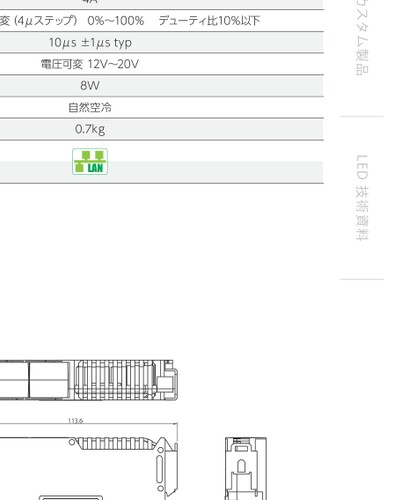 4A
変 (4μステップ) 0%~100% デューティ比10%以下
10μs ±1μs typ
電圧可変 12V~20V
8W
自然空冷
0.7kg
LAN
カスタム製品
LED 技術資料
113.6